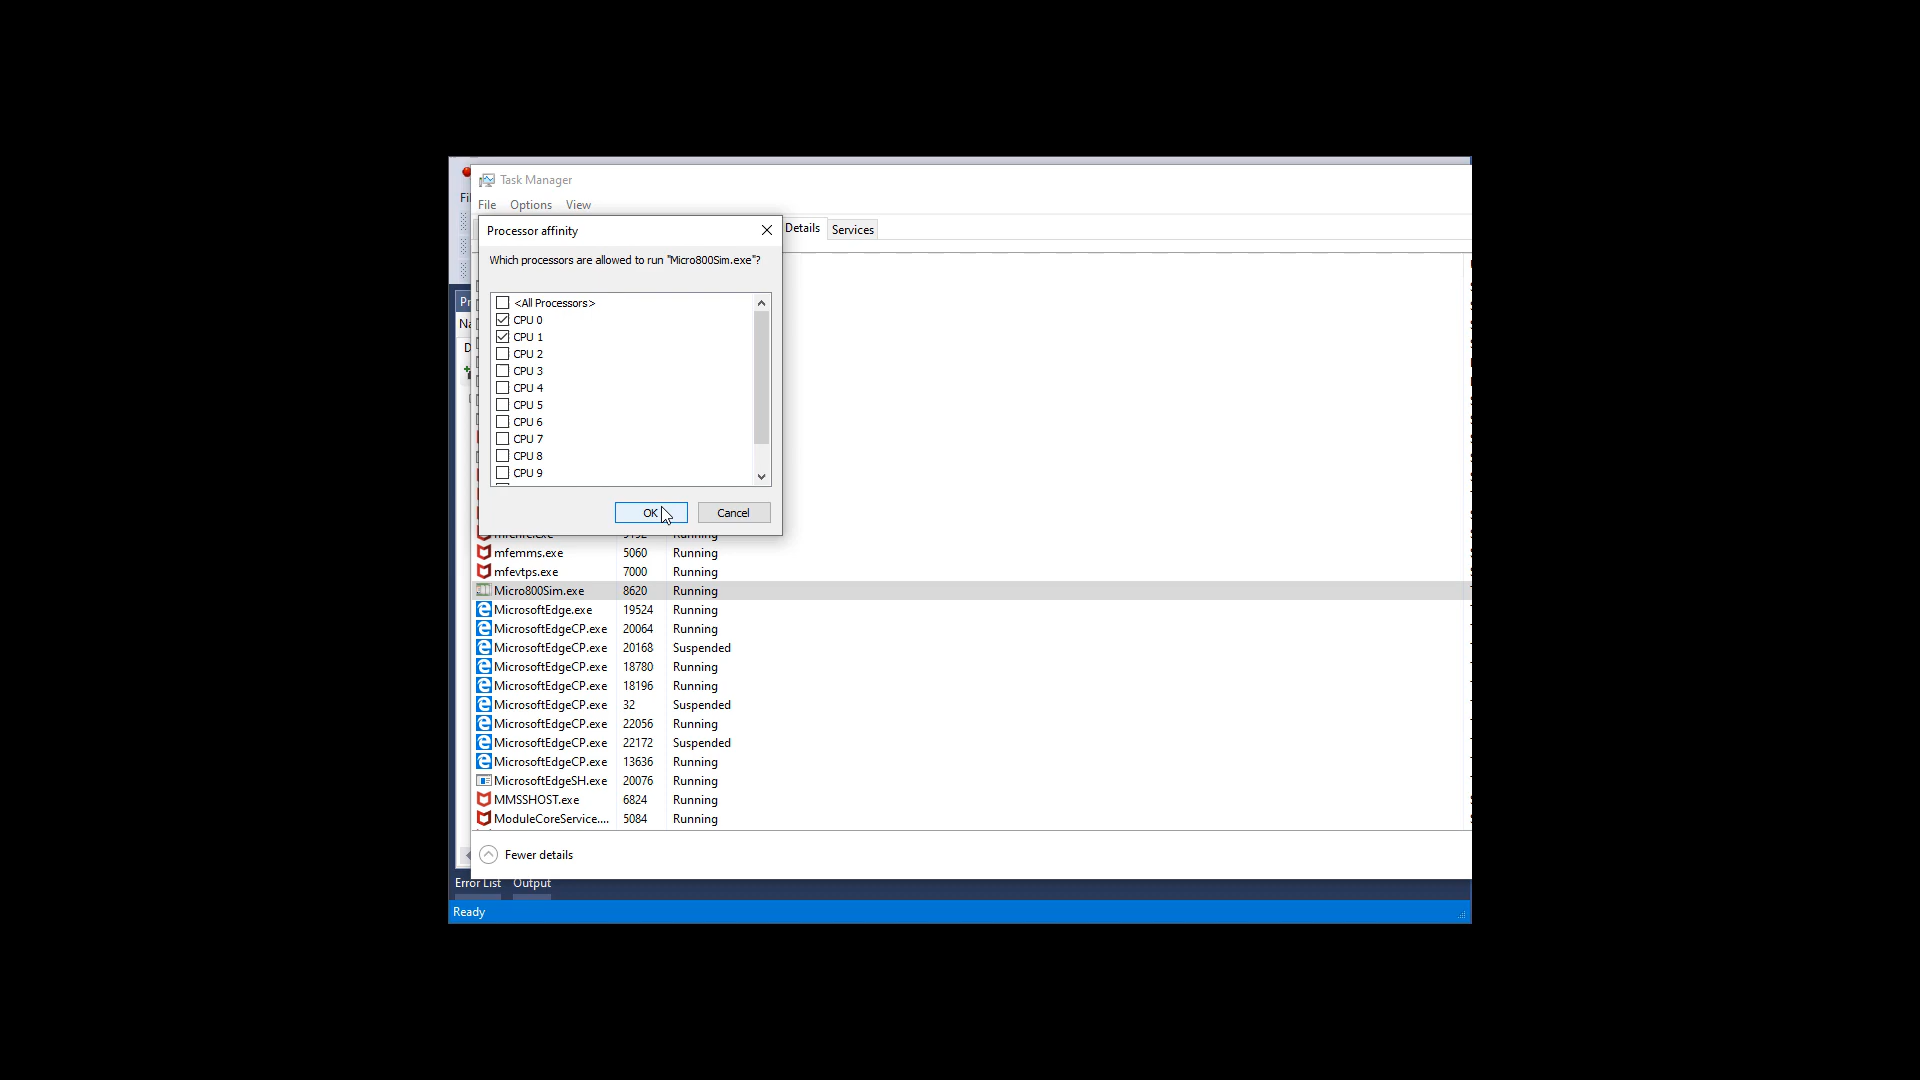 Task Manager
Fi
File Options View
Processor affinity
Details Services
Which processors are allowed to run "Micro800Sim.exe"?
<All Processors>
Pr
CPU 0
Na
CPU 1
D
CPU 2
CPU 3
CPU 4
CPU 5
CPU 6
CPU 7
CPU 8
CPU 9
OK Cancel
mfemms.exe 5060 Running
mfevtps.exe 7000 Running
Micro800Sim.exe 8620 Running
MicrosoftEdge.exe 19524 Running
MicrosoftEdgeCP.exe 20064 Running
MicrosoftEdgeCP.exe 20168 Suspended
MicrosoftEdgeCP.exe 18780 Running
MicrosoftEdgeCP.exe 18196 Running
MicrosoftEdgeCP.exe 32 Suspended
MicrosoftEdgeCP.exe 22056 Running
MicrosoftEdgeCP.exe 22172 Suspended
MicrosoftEdgeCP.exe 13636 Running
MicrosoftEdgeSH.exe 20076 Running
MMSSHOST.exe 6824 Running
ModuleCoreService.... 5084 Running
Fewer details
Error List Output
Ready